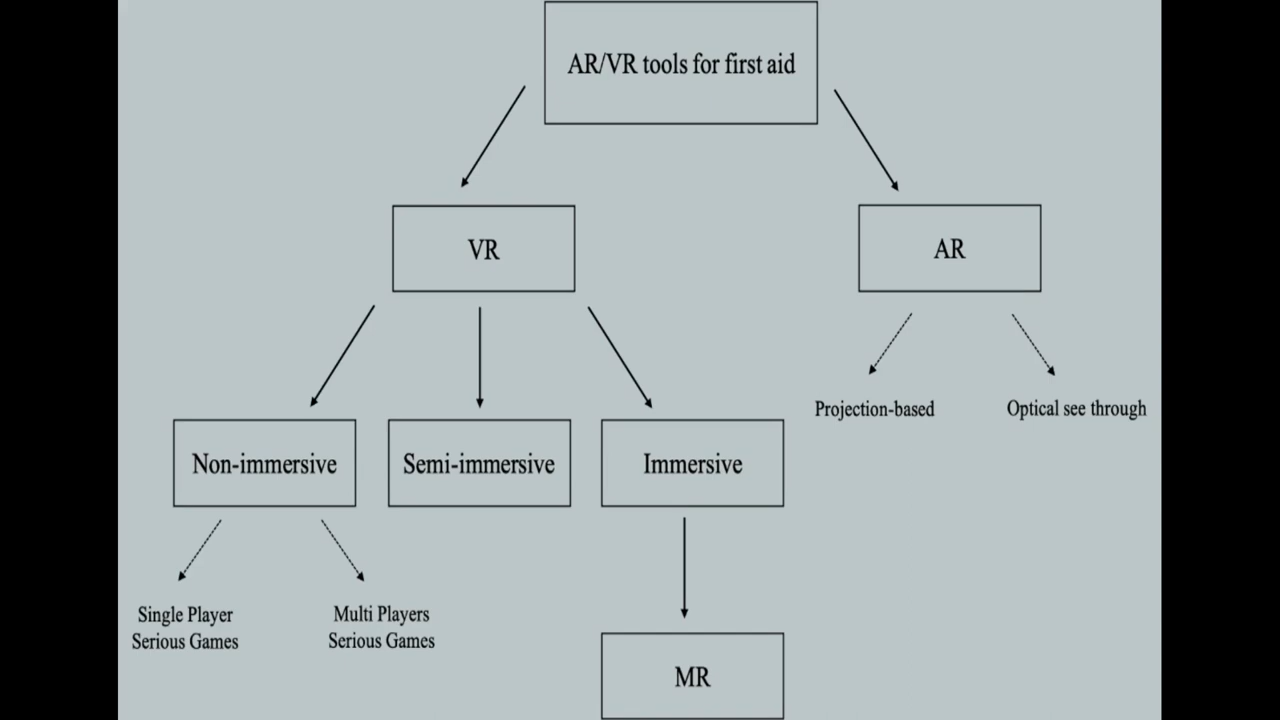 AR/VR tools for first aid
VR
AR
Projection-based
Optical see through
Non-immersive
Semi-immersive
Immersive
Single Player
Serious Games
Multi Players
Serious Games
MR